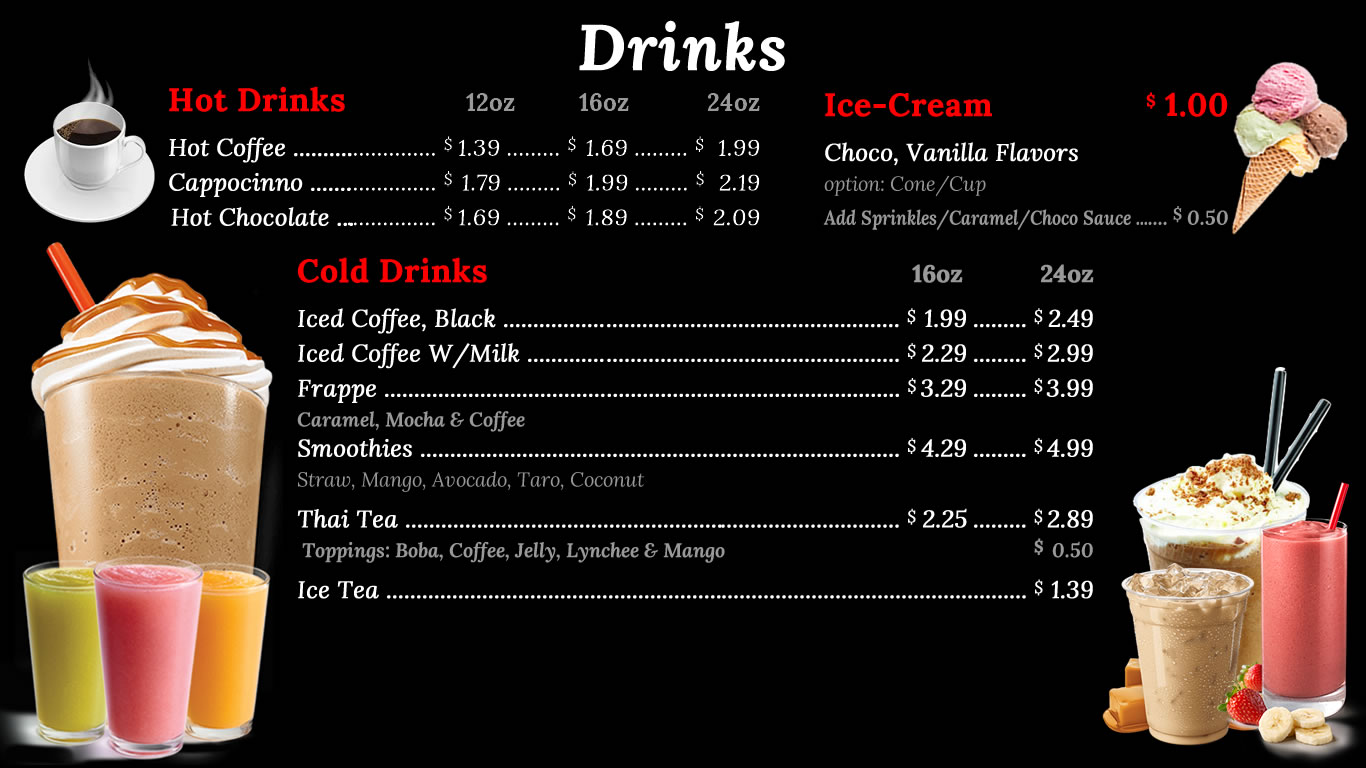 Drinks
Hot Drinks 12oz 16oz 24oz
Hot Coffee ....................... $ 1.39 ......... $ 1.69 ......... $ 1.99
Cappocinno ..................... $ 1.79 ......... $ 1.99 ......... $ 2.19
Hot Chocolate ................ $ 1.69 ......... $ 1.89 ......... $ 2.09
Ice-Cream $ 1.00
Choco, Vanilla Flavors
option: Cone/Cup
Add Sprinkles/Caramel/Choco Sauce ....... $ 0.50
Cold Drinks 16oz 24oz
Iced Coffee, Black .................................................................. $ 1.99 ......... $ 2.49
Iced Coffee W/Milk .............................................................. $ 2.29 ......... $ 2.99
Frappe ...................................................................................... $ 3.29 ......... $ 3.99
Caramel, Mocha & Coffee
Smoothies ................................................................................ $ 4.29 ......... $ 4.99
Straw, Mango, Avocado, Taro, Coconut
Thai Tea ................................................................................... $ 2.25 ......... $ 2.89
Toppings: Boba, Coffee, Jelly, Lynchee & Mango $ 0.50
Ice Tea ........................................................................................................... $ 1.39